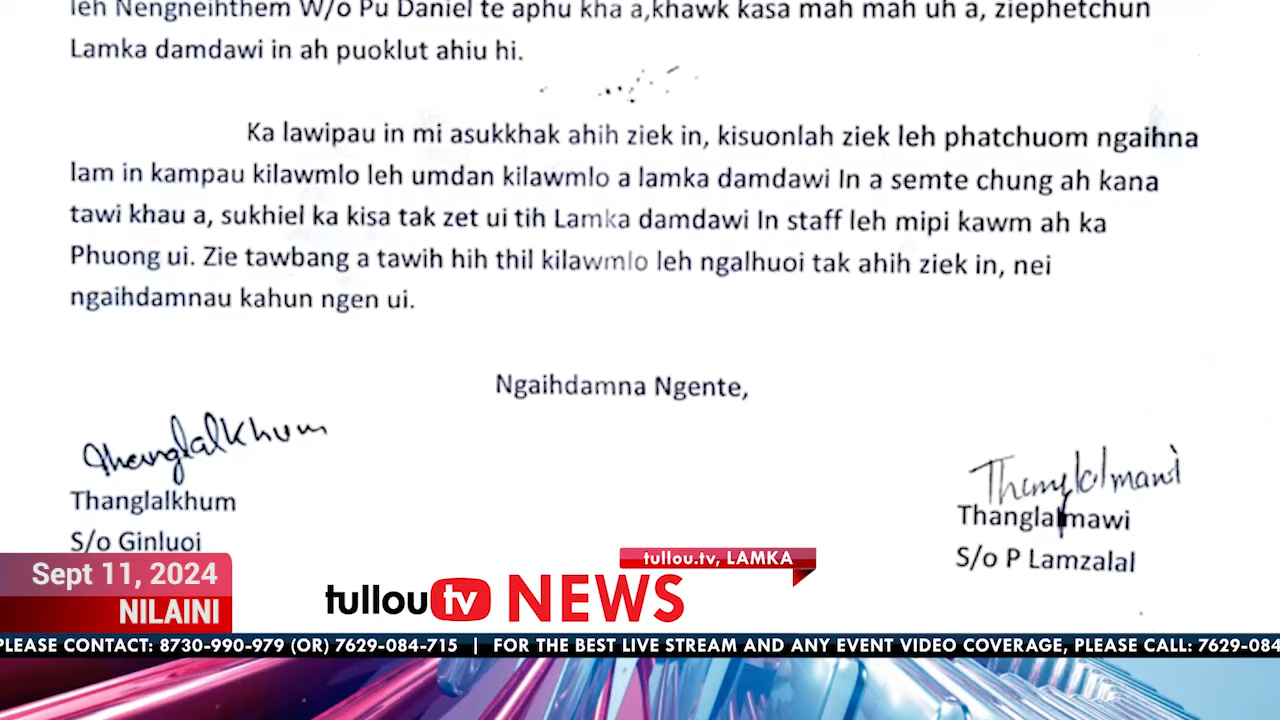 leh Nengneihthem W/o Pu Daniel te aphu kha a,khawk kasa mah mah uh a, ziephetchun
Lamka damdawi in ah puoklut ahiu hi.
Ka lawipau in mi asukkhak ahih ziek in, kisuonlah ziek leh phatchuom ngaihna
lam in kampau kilawmlo leh umdan kilawmlo a lamka damdawi In a semte chung ah kana
tawi khau a, sukhiel ka kisa tak zet ui tih Lamka damdawi In staff leh mipi kawm ah ka
Phuong ui. Zie tawbang a tawih hih thil kilawmlo leh ngalhuoi tak ahih ziek in, nei
ngaihdamnau kahun ngen ui.
Ngaihdamna Ngente,
Thanglalkhum
Thanglalmawi
Thanglalkhum
Thanglalmawi
S/o Ginluoi
S/o P Lamzalal
Sept 11, 2024
NILAINI
tullou.tv, LAMKA
tullou tv NEWS
PLEASE CONTACT: 8730-990-979 (OR) 7629-084-715 | FOR THE BEST LIVE STREAM AND ANY EVENT VIDEO COVERAGE, PLEASE CALL: 7629-084